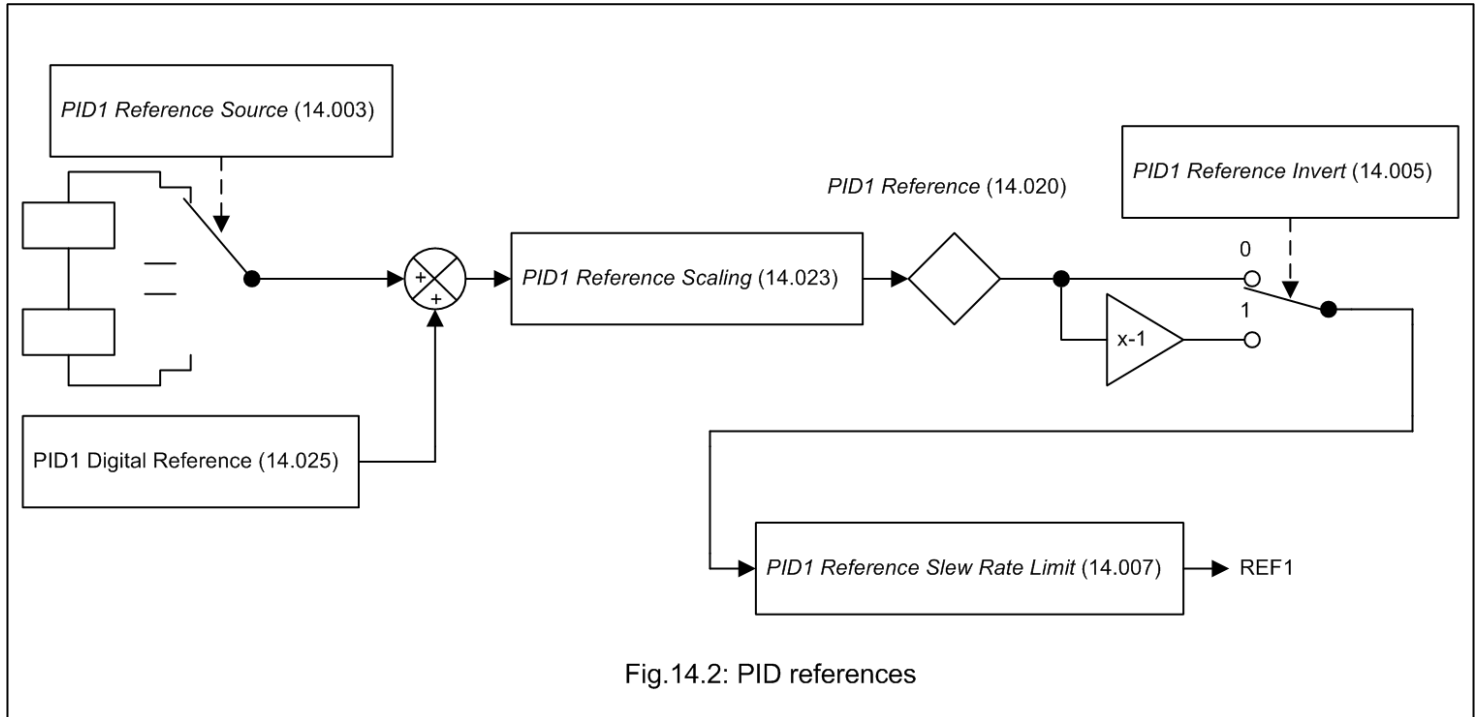 PID1 Reference Source (14.003)
PID1 Reference Invert (14.005)
PID1 Reference (14.020)
0
+
+
PID1 Reference Scaling (14.023)
1
x-1
PID1 Digital Reference (14.025)
PID1 Reference Slew Rate Limit (14.007)
REF1
Fig.14.2: PID references